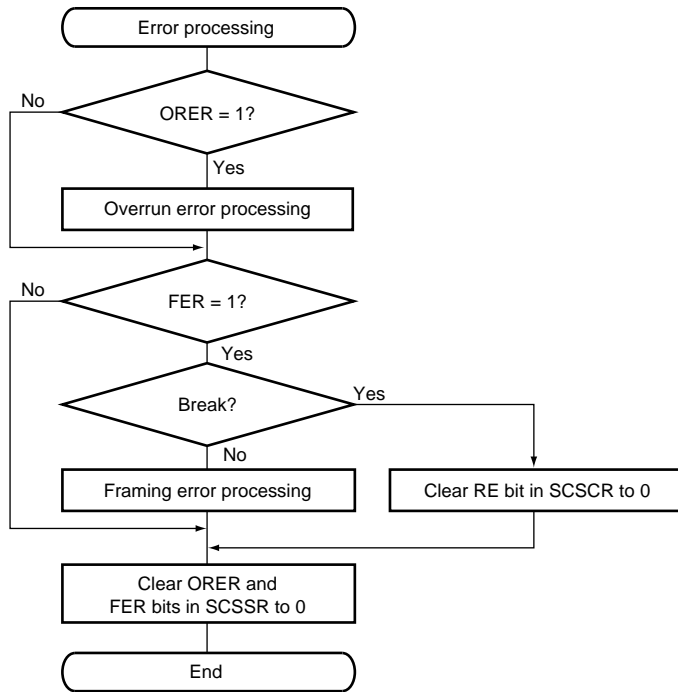 Error processing
No
ORER = 1?
Yes
Overrun error processing
No
FER = 1?
Yes
Break?
Yes
No
Framing error processing
Clear RE bit in SCSCR to 0
Clear ORER and
FER bits in SCSSR to 0
End